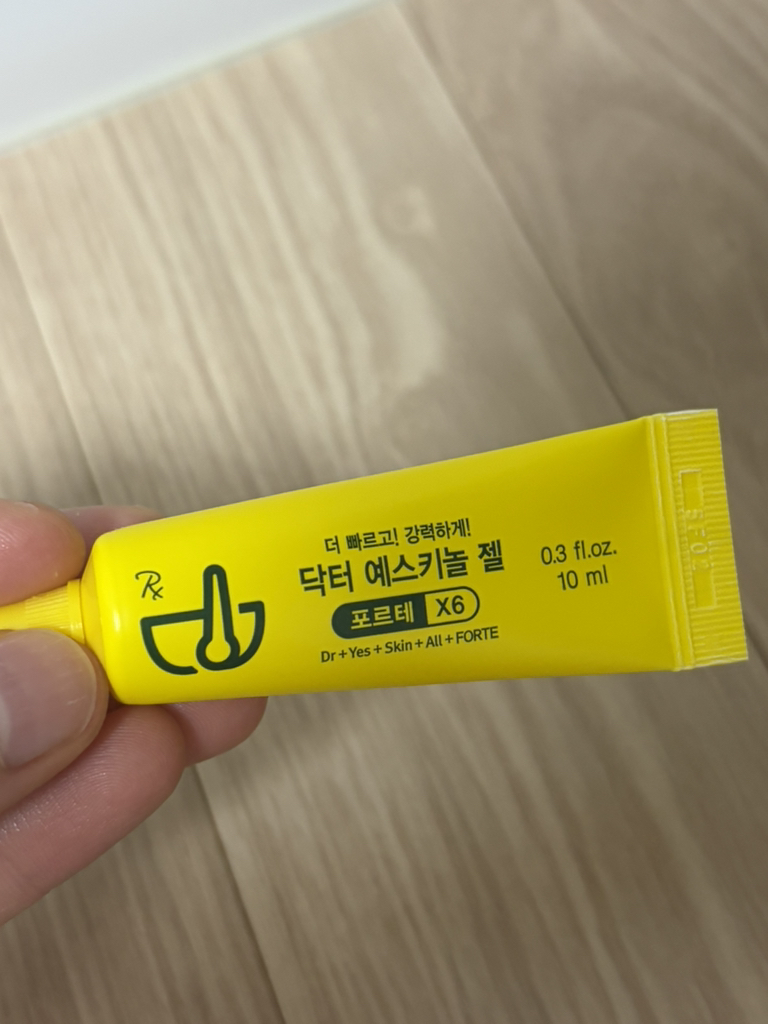 Rx
더 빠르고! 강력하게!
닥터 예스키놀 젤
포르테 X6
Dr+Yes+Skin+All+FORTE
0.3 fl.oz.
10 ml